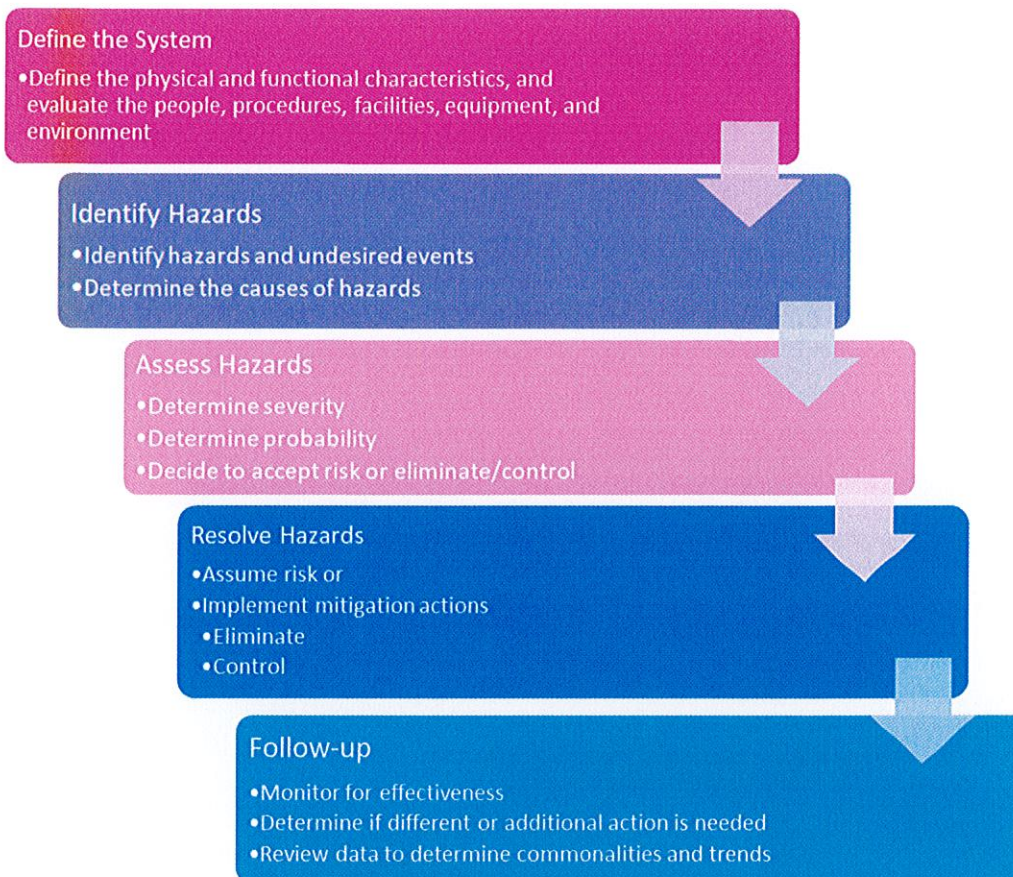 Define the System
•Define the physical and functional characteristics, and
evaluate the people, procedures, facilities, equipment, and
environment
Identify Hazards
•Identify hazards and undesired events
•Determine the causes of hazards
Assess Hazards
•Determine severity
•Determine probability
•Decide to accept risk or eliminate/control
Resolve Hazards
•Assume risk or
•Implement mitigation actions
•Eliminate
•Control
Follow-up
•Monitor for effectiveness
•Determine if different or additional action is needed
•Review data to determine commonalities and trends